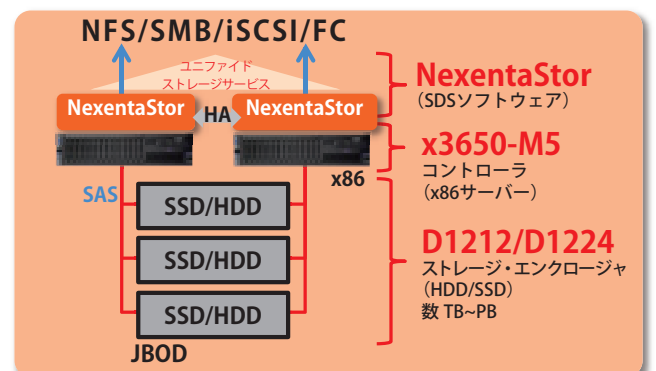 NFS/SMB/iSCSI/FC
ユニファイド
ストレージサービス
NexentaStor
HA
NexentaStor
x86
SAS
SSD/HDD
SSD/HDD
SSD/HDD
JBOD
NexentaStor
(SDSソフトウェア)
x3650-M5
コントローラ
(x86サーバー)
D1212/D1224
ストレージ・エンクロージャ
(HDD/SSD)
数 TB~PB